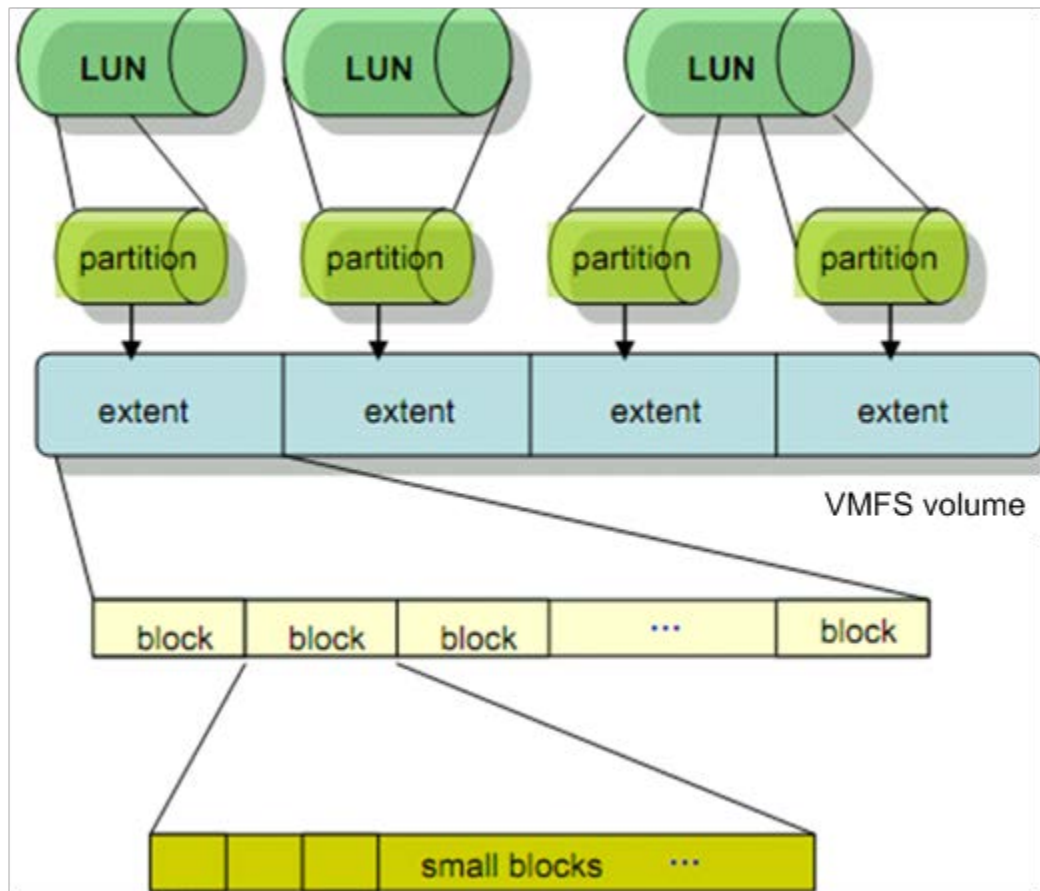 LUN LUN LUN
partition partition partition partition
extent extent extent extent
VMFS volume
block block block ... block
small blocks ...